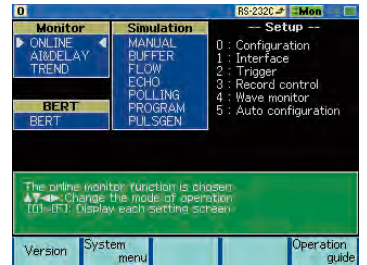 0 RS-232C Mon
Monitor
ONLINE
AI&DELAY
TREND
BERT
BERT
Simulation
MANUAL
BUFFER
FLOW
ECHO
POLLING
PROGRAM
PULSGEN
-- Setup --
0 : Configuration
1 : Interface
2 : Trigger
3 : Record control
4 : Wave monitor
5 : Auto configuration
The online monitor function is chosen
▲▼◄►:Change the mode of operation
[0]~[F]: Display each setting screen.
Version
System menu
Operation guide